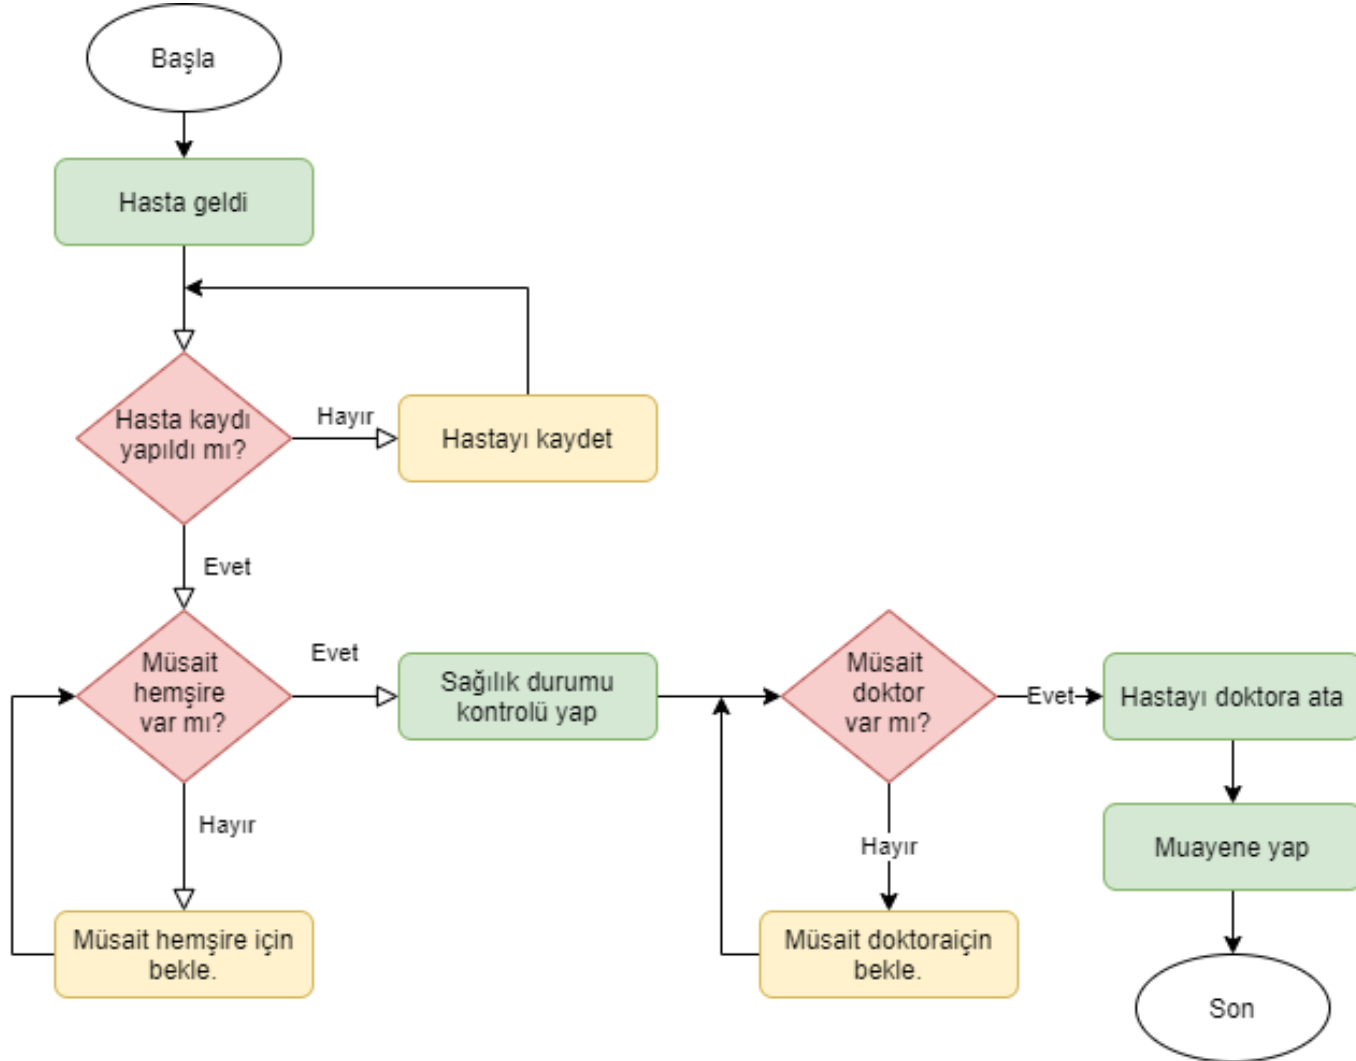 Başla
Hasta geldi
Hasta kaydı
yapıldı mı?
Hayır
Hastayı kaydet
Evet
Müsait
hemşire
var mı?
Evet
Sağılık durumu
kontrolü yap
Müsait
doktor
var mı?
Evet
Hastayı doktora ata
Hayır
Hayır
Muayene yap
Müsait hemşire için
bekle.
Müsait doktoraiçin
bekle.
Son